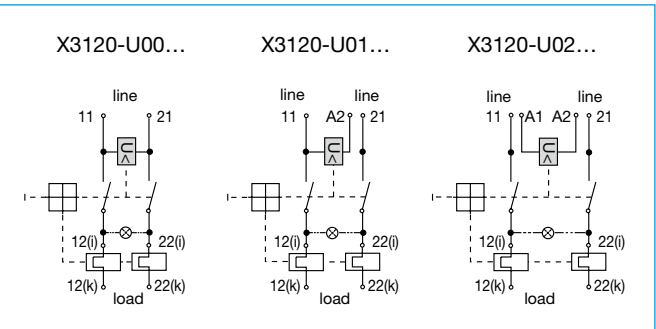 X3120-U00… X3120-U01… X3120-U02…
line line line line line
11 21 11 A2 21 11 A1 A2 21
U< U< U<
12(i) 22(i) 12(i) 22(i) 12(i) 22(i)
12(k) 22(k) 12(k) 22(k) 12(k) 22(k)
load load load